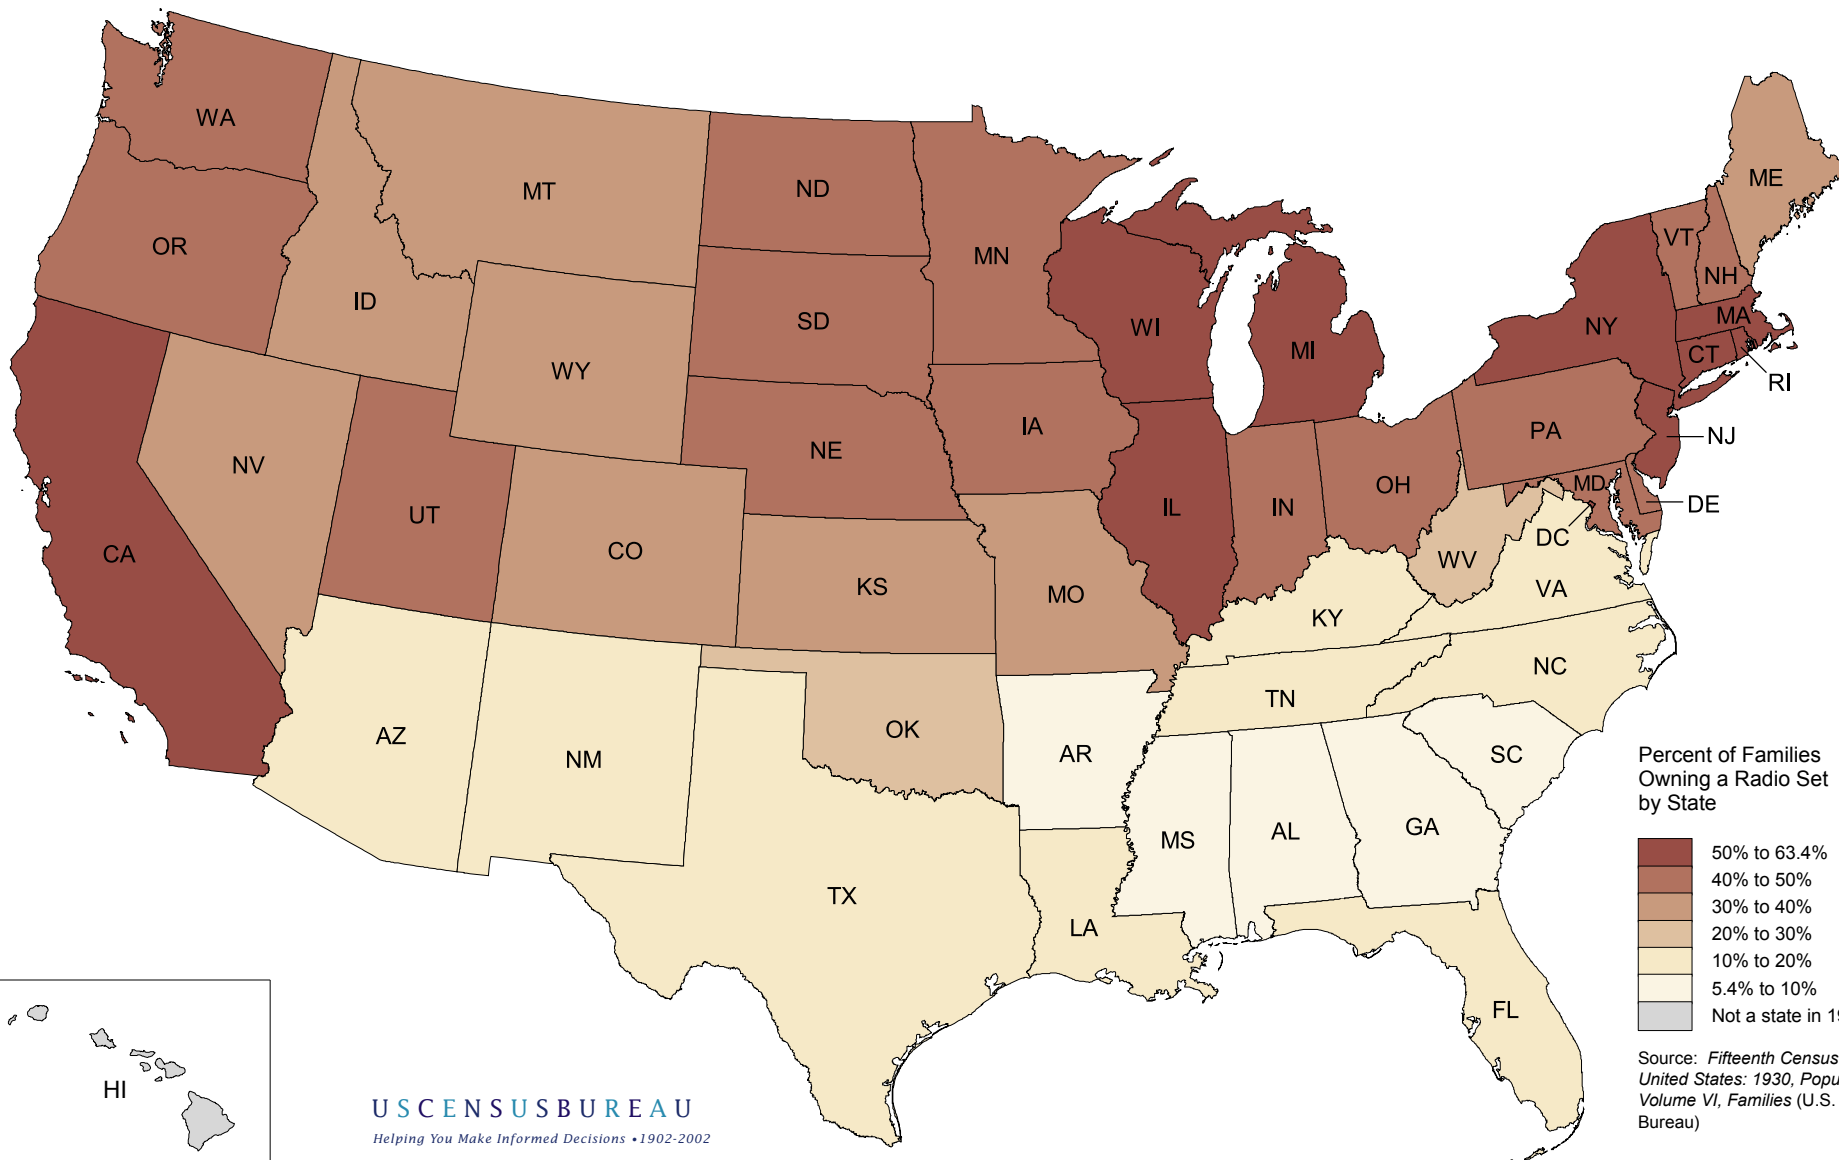 WA
MT
ND
ME
OR
MN
VT
NH
ID
SD
WI
NY
MA
MI
CT
WY
RI
IA
PA
NJ
NV
NE
OH
MD
UT
IL
IN
DE
CA
CO
DC
WV
KS
MO
VA
KY
NC
TN
AZ
OK
NM
AR
SC
MS
AL
GA
TX
LA
FL
HI
Percent of Families
Owning a Radio Set
by State
50% to 63.4%
40% to 50%
30% to 40%
20% to 30%
10% to 20%
5.4% to 10%
Not a state in
Source: Fifteenth Census
United States: 1930,
Volume VI, Families (U.S.
Bureau)
USCENSUSBUREAU
Helping You Make Informed Decisions •1902-2002